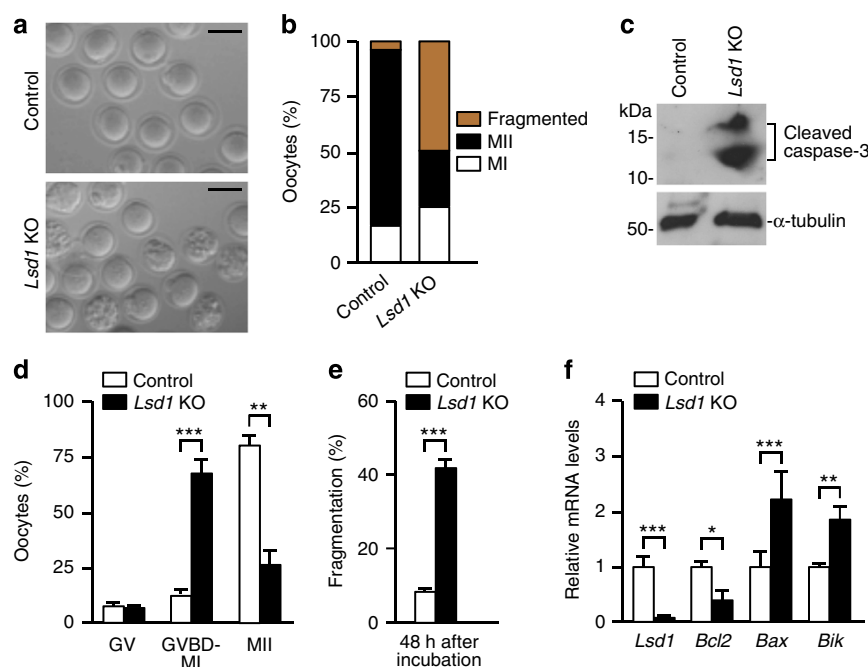 a
Control
Lsd1 KO
b
Oocytes (%)
100
75
50
25
0
Control
Lsd1 KO
Fragmented
MII
MI
c
Control
Lsd1 KO
kDa
15-
10-
Cleaved
caspase-3
50-
-α-tubulin
d
Control
Lsd1 KO
Oocytes (%)
100
75
50
25
0
***
**
GV
GVBD-
MI
MII
e
Control
Lsd1 KO
Fragmentation (%)
60
40
20
0
***
48 h after
incubation
f
Control
Lsd1 KO
Relative mRNA levels
4
3
2
1
0
***
*
***
**
Lsd1
Bcl2
Bax
Bik